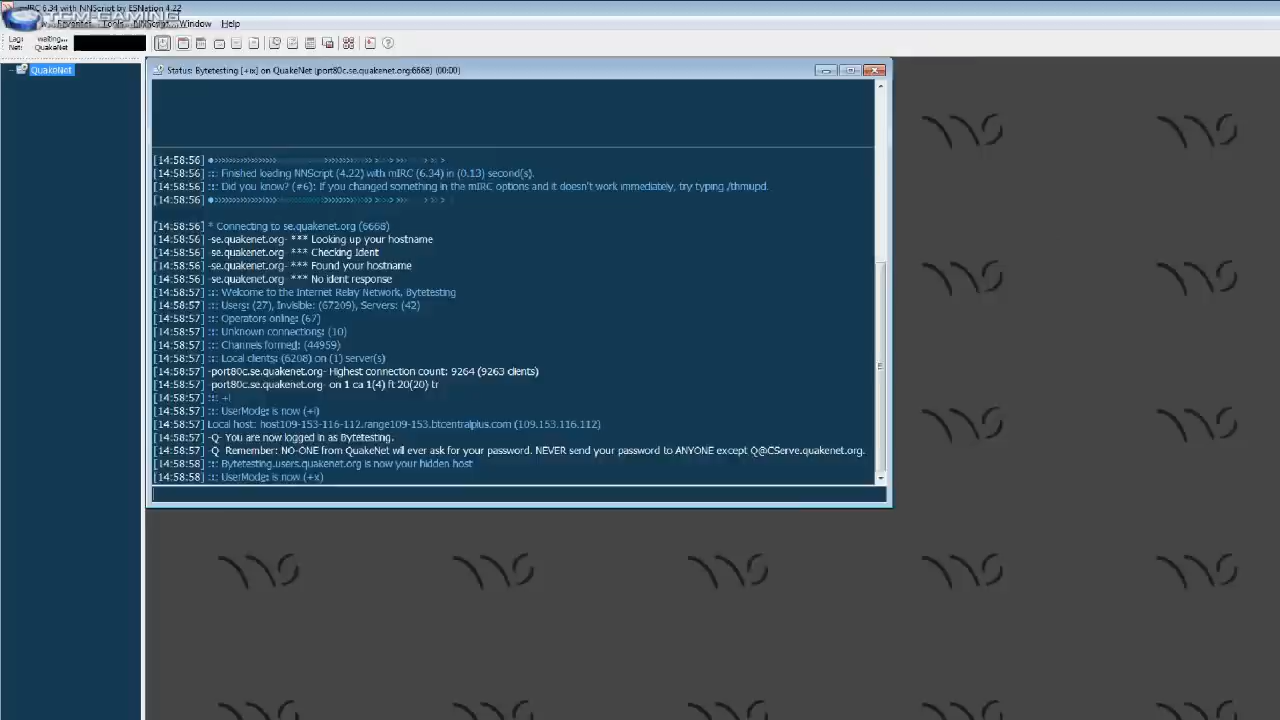 mIRC 6.34 with NNScript by ESNation 4.22
TCM-GAMING
Favorites Tools NNScript Window Help
Lag: waiting...
Net: QuakeNet
QuakeNet
Status: Bytetesting [+ix] on QuakeNet (port80c.se.quakenet.org:6668) (00:00)
[14:58:56]
[14:58:56] ::: Finished loading NNScript (4.22) with mIRC (6.34) in (0.13) second(s).
[14:58:56] ::: Did you know? (#6): If you changed something in the mIRC options and it doesn't work immediately, try typing /thmupd.
[14:58:56]
[14:58:56] * Connecting to se.quakenet.org (6668)
[14:58:56] -se.quakenet.org- *** Looking up your hostname
[14:58:56] -se.quakenet.org- *** Checking Ident
[14:58:56] -se.quakenet.org- *** Found your hostname
[14:58:56] -se.quakenet.org- *** No ident response
[14:58:57] ::: Welcome to the Internet Relay Network, Bytetesting
[14:58:57] ::: Users: (27), Invisible: (67209), Servers: (42)
[14:58:57] ::: Operators online: (67)
[14:58:57] ::: Unknown connections: (10)
[14:58:57] ::: Channels formed: (44959)
[14:58:57] ::: Local clients: (6208) on (1) server(s)
[14:58:57] -port80c.se.quakenet.org- Highest connection count: 9264 (9263 clients)
[14:58:57] -port80c.se.quakenet.org- on 1 ca 1(4) ft 20(20) tr
[14:58:57] ::: +i
[14:58:57] ::: UserMode: is now (+i)
[14:58:57] Local host: host109-153-116-112.range109-153.btcentralplus.com (109.153.116.112)
[14:58:57] -Q- You are now logged in as Bytetesting.
[14:58:57] -Q- Remember: NO-ONE from QuakeNet will ever ask for your password. NEVER send your password to ANYONE except Q@CServe.quakenet.org.
[14:58:58] ::: Bytetesting.users.quakenet.org is now your hidden host
[14:58:58] ::: UserMode: is now (+x)